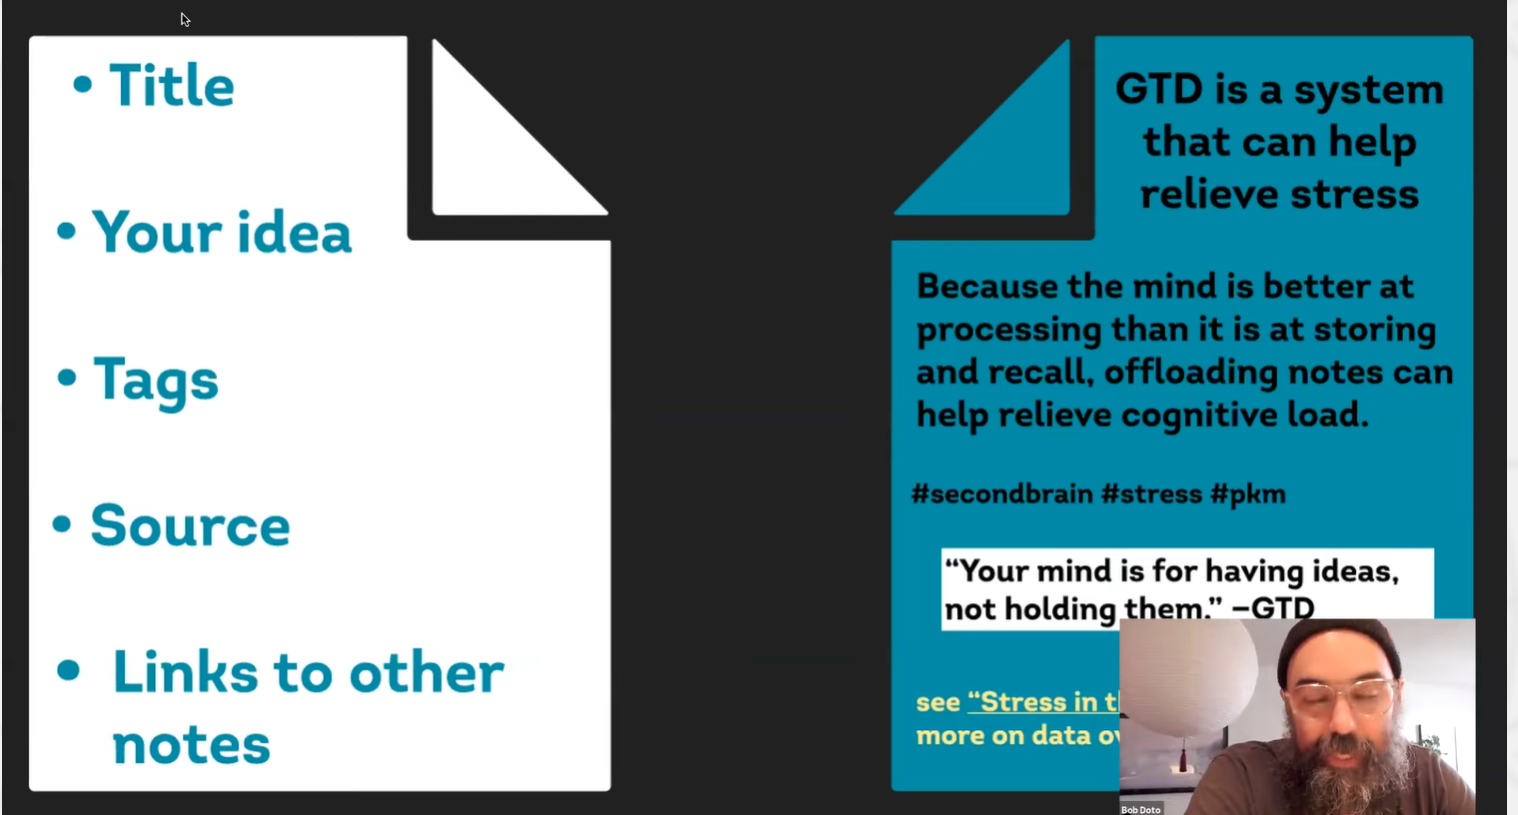 • Title
• Your idea
• Tags
• Source
• Links to other
notes
GTD is a system
that can help
relieve stress
Because the mind is better at
processing than it is at storing
and recall, offloading notes can
help relieve cognitive load.
#secondbrain #stress #pkm
“Your mind is for having ideas,
not holding them.” –GTD
see “Stress in
more on data
Bob Doto